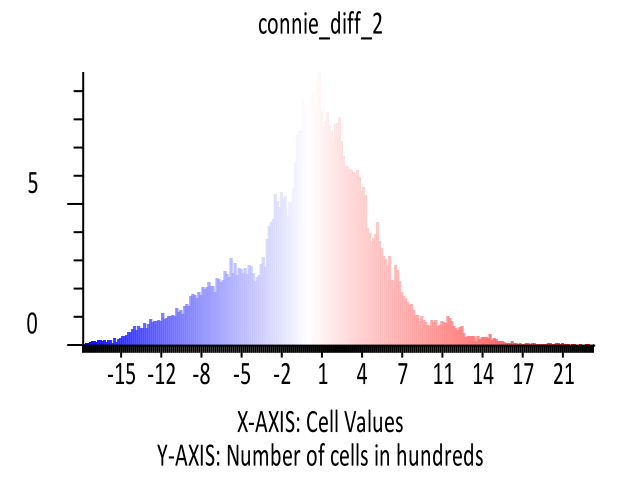 connie_diff_2
5
0
-15 -12 -8 -5 -2 1 4 7 11 14 17 21
X-AXIS: Cell Values
Y-AXIS: Number of cells in hundreds